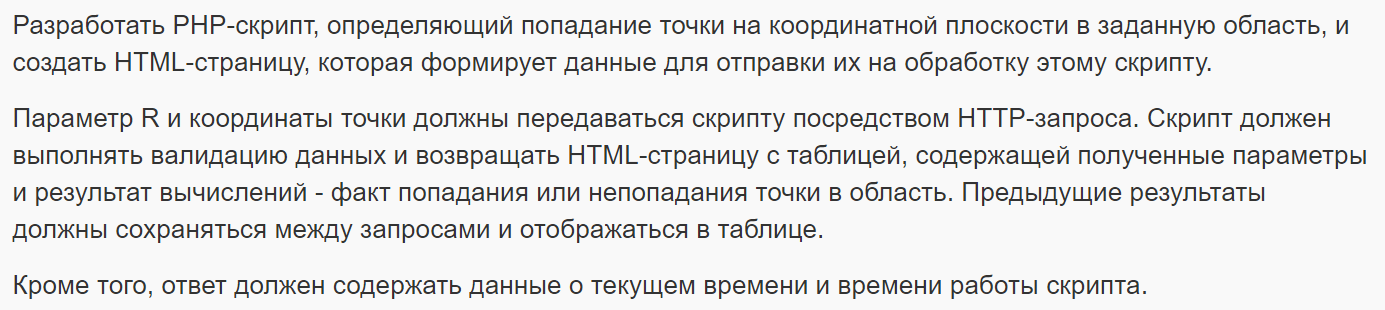 Разработать PHP-скрипт, определяющий попадание точки на координатной плоскости в заданную область, и
создать HTML-страницу, которая формирует данные для отправки их на обработку этому скрипту.
Параметр R и координаты точки должны передаваться скрипту посредством HTTP-запроса. Скрипт должен
выполнять валидацию данных и возвращать HTML-страницу с таблицей, содержащей полученные параметры
и результат вычислений - факт попадания или непопадания точки в область. Предыдущие результаты
должны сохраняться между запросами и отображаться в таблице.
Кроме того, ответ должен содержать данные о текущем времени и времени работы скрипта.